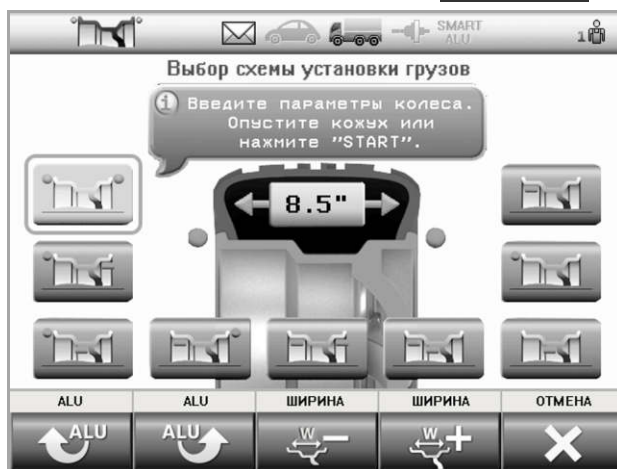 SMART
ALU
1
Выбор схемы установки грузов
i Введите параметры колеса.
Опустите кожух или
нажмите "START".
8.5"
ALU ALU ШИРИНА ШИРИНА ОТМЕНА
ALU ALU W W